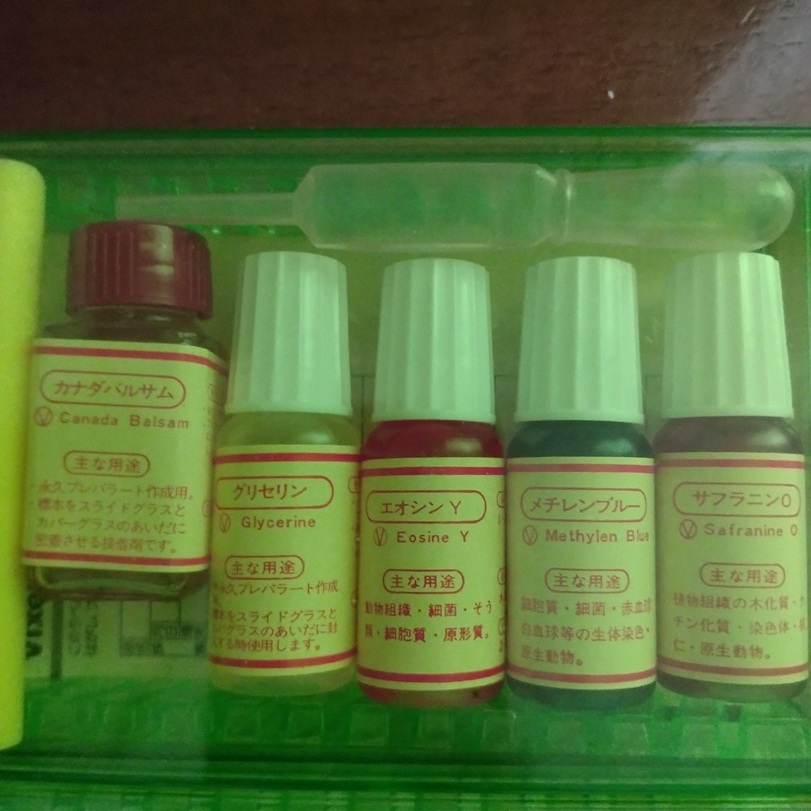 カナダバルサム
Canada Balsam
主な用途
永久プレパラート作成用。
標本をスライドグラスと
カバーグラスのあいだに
密着させる接着剤です。
グリセリン
Glycerine
主な用途
永久プレパラート作成
標本をスライドグラスと
グラスのあいだに封
する時使用します。
エオシンY
Eosine Y
主な用途
動物組織・細菌・そう
類・細胞質・原形質。
メチレンブルー
Methylen Blue
主な用途
細胞質・細菌・赤血球
白血球等の生体染色・
原生動物。
サフラニンO
Safranine O
主な用途
植物組織の木化質・
チン化質・染色体・
仁・原生動物。
Vixe